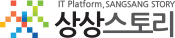 IT Platform, SANGSANG STORY
상상스토리